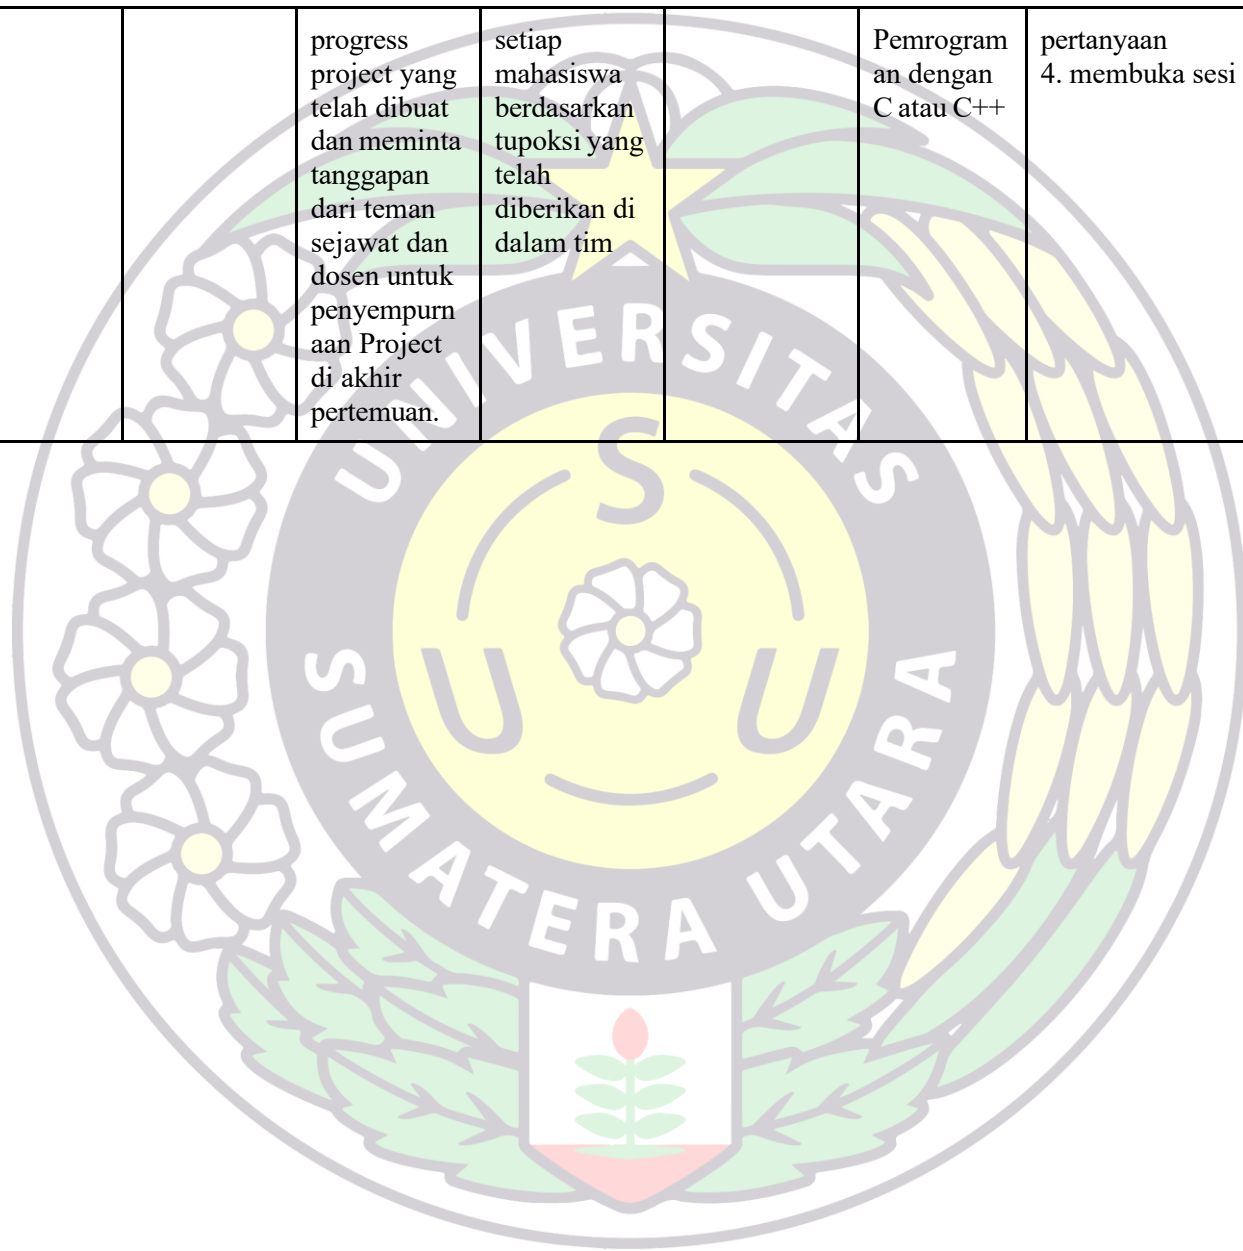 progress
project yang
telah dibuat
dan meminta
tanggapan
dari teman
sejawat dan
dosen untuk
penyempurn
aan Project
di akhir
pertemuan.
setiap
mahasiswa
berdasarkan
tupoksi yang
telah
diberikan di
dalam tim
Pemrogram
an dengan
C atau C++
pertanyaan
4. membuka sesi
UNIVERSITAS
S
U U
SUMATERA UTARA